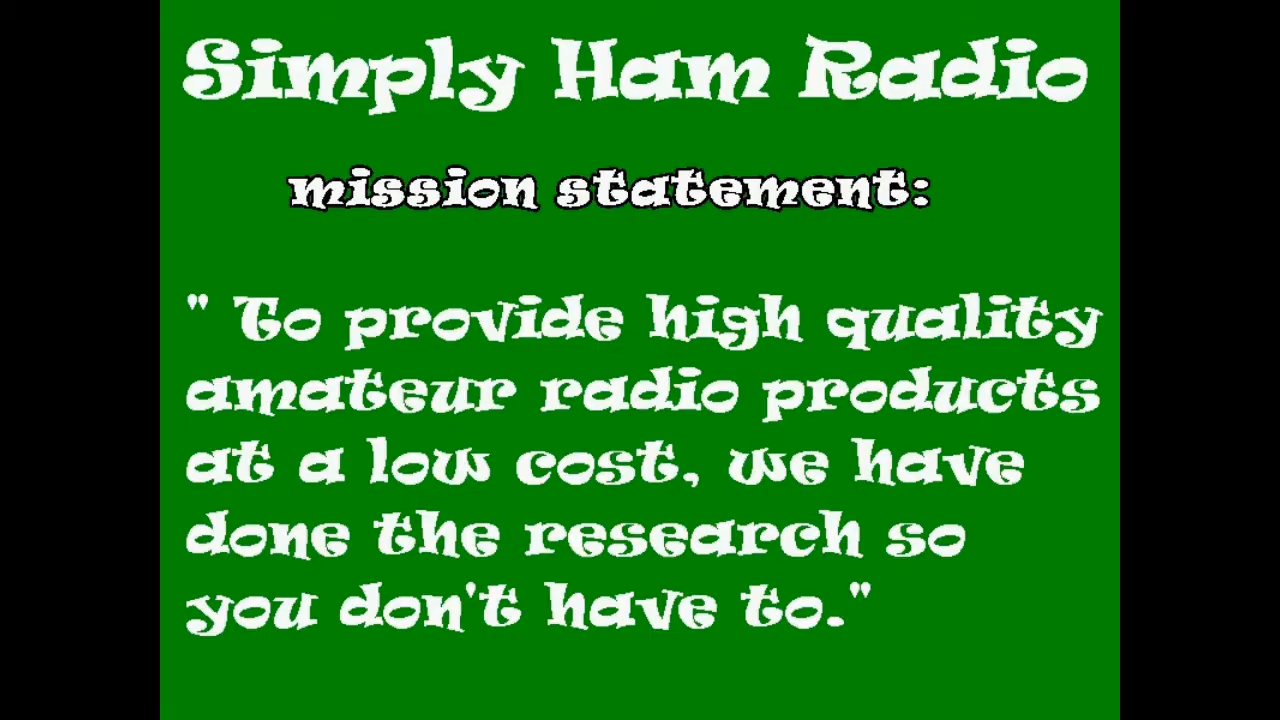 Simply Ham Radio
mission statement:
" To provide high quality
amateur radio products
at a low cost, we have
done the research so
you don't have to."